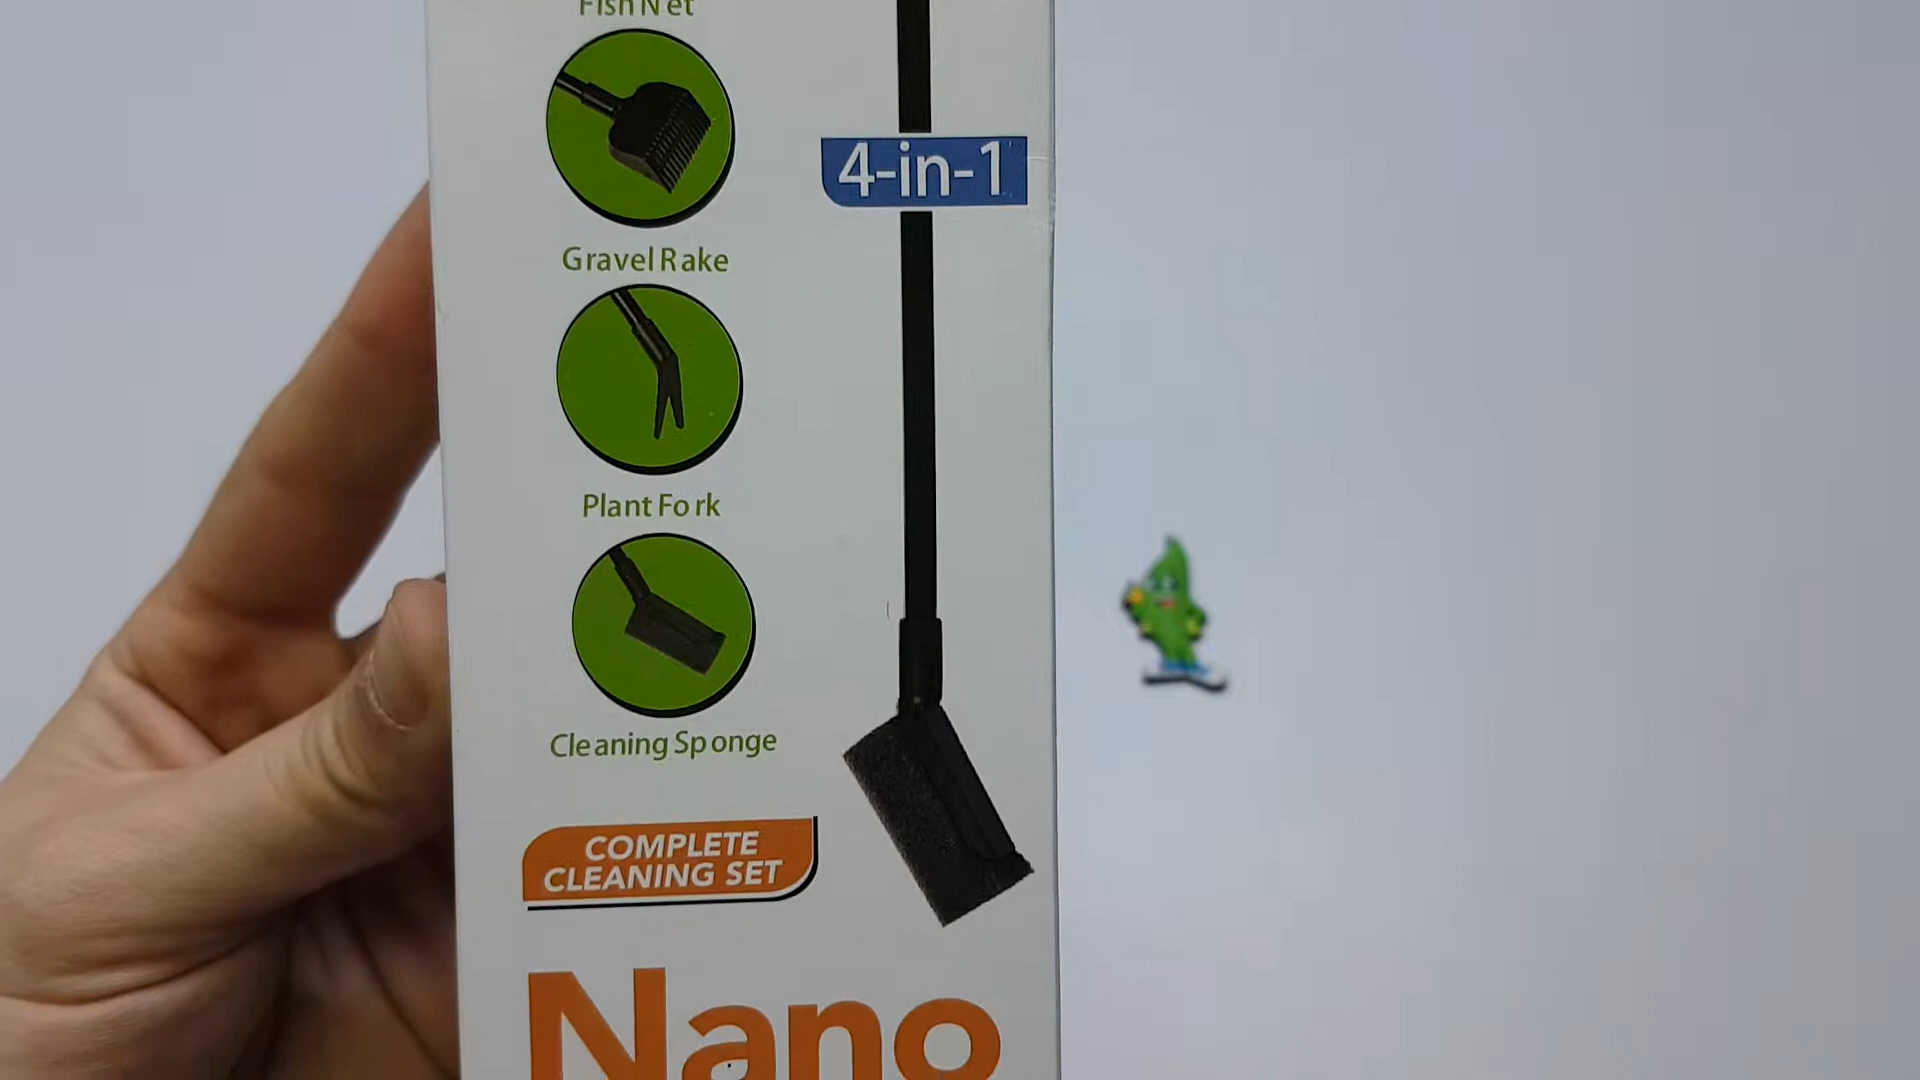 Fish Net
4-in-1
Gravel Rake
Plant Fork
Cleaning Sponge
COMPLETE
CLEANING SET
Nano